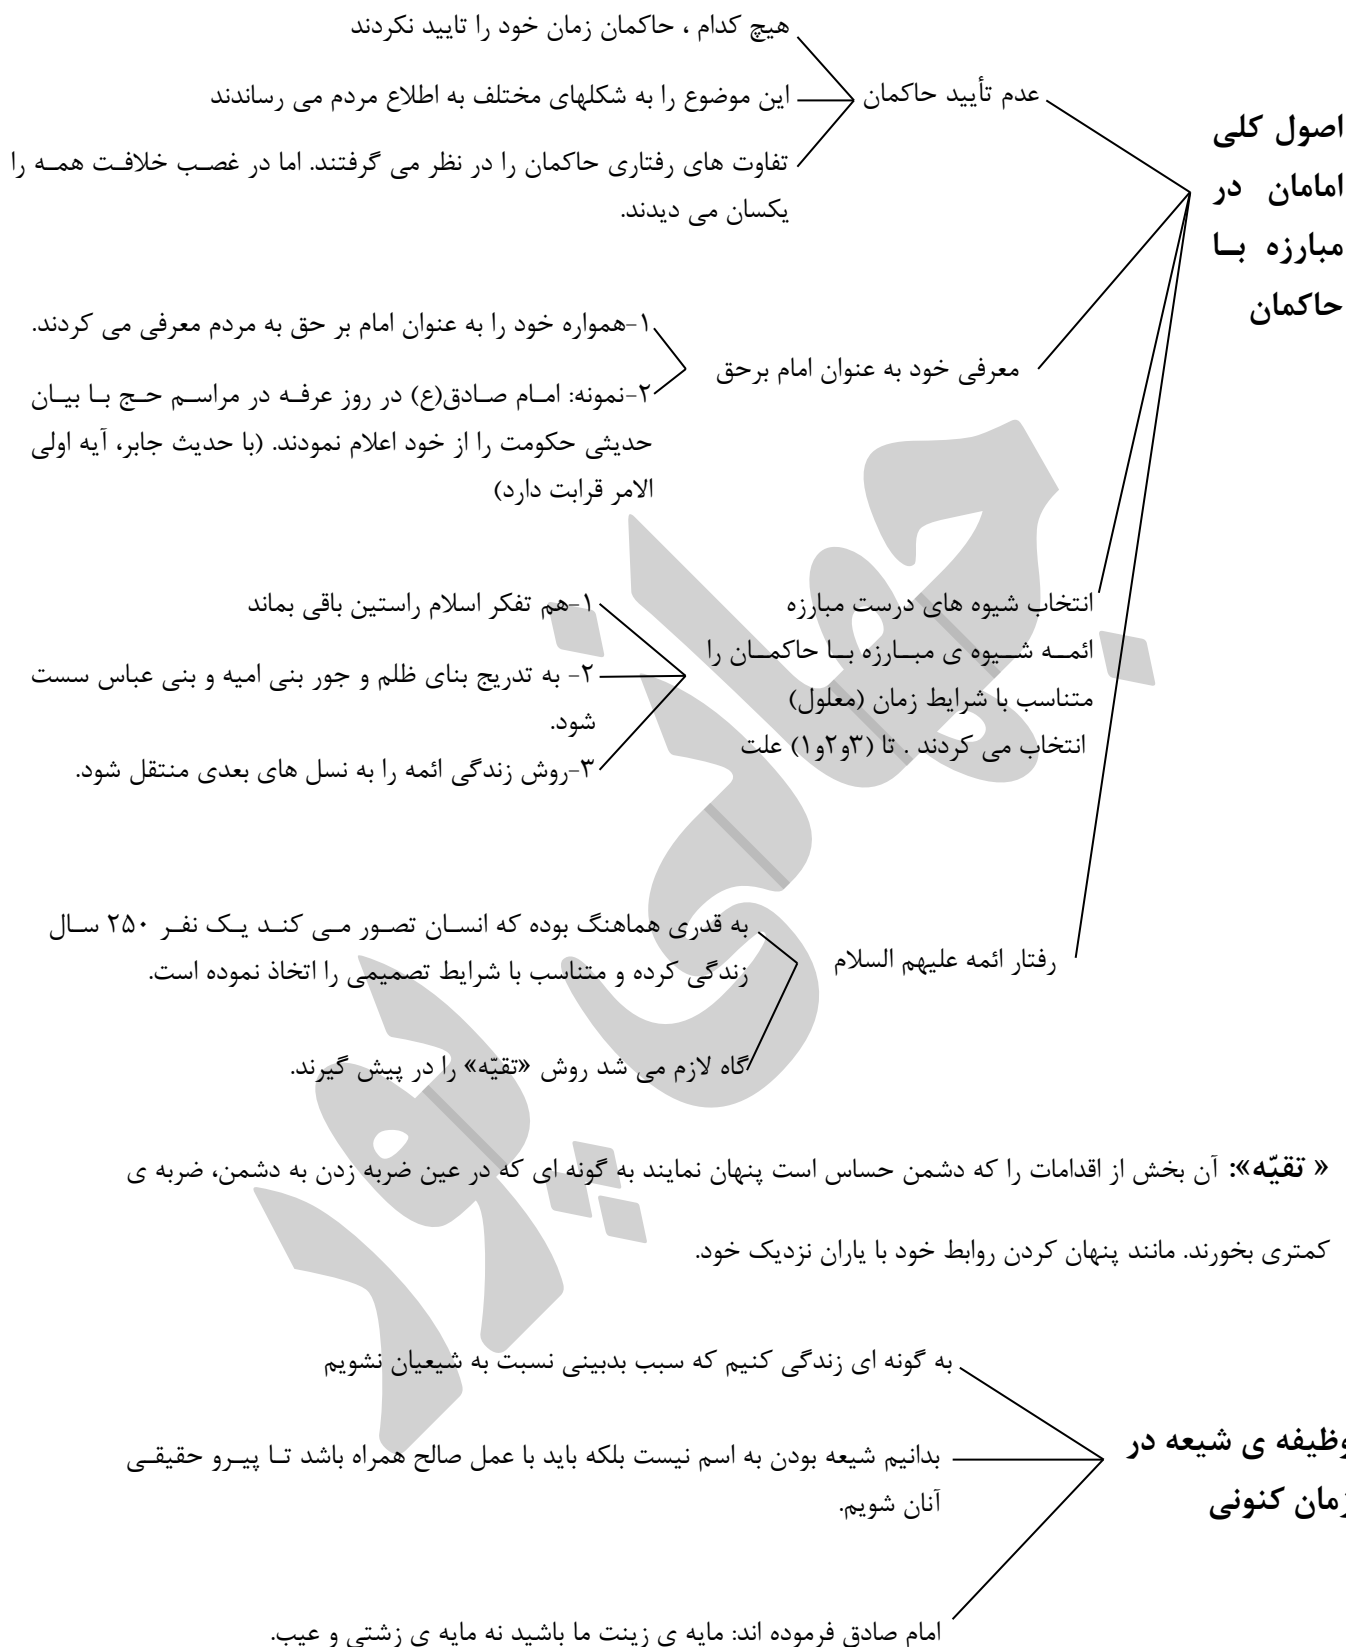 هیچ کدام ، حاکمان زمان خود را تایید نکردند
عدم تأیید حاکمان
این موضوع را به شکلهای مختلف به اطلاع مردم می رساندند
تفاوت های رفتاری حاکمان را در نظر می گرفتند. اما در غصب خلافت همه را
یکسان می دیدند.
اصول کلی
امامان در
مبارزه با
حاکمان
۱-همواره خود را به عنوان امام بر حق به مردم معرفی می کردند.
معرفی خود به عنوان امام برحق
۲-نمونه: امام صادق(ع) در روز عرفه در مراسم حج با بیان
حدیثی حکومت را از خود اعلام نمودند. (با حدیث جابر، آیه اولی
الامر قرابت دارد)
انتخاب شیوه های درست مبارزه
ائمه شیوه ی مبارزه با حاکمان را
متناسب با شرایط زمان (معلول)
انتخاب می کردند . تا (۳و۲و۱) علت
۱-هم تفکر اسلام راستین باقی بماند
۲- به تدریج بنای ظلم و جور بنی امیه و بنی عباس سست
شود.
۳-روش زندگی ائمه را به نسل های بعدی منتقل شود.
رفتار ائمه علیهم السلام
به قدری هماهنگ بوده که انسان تصور می کند یک نفر ۲۵۰ سال
زندگی کرده و متناسب با شرایط تصمیمی را اتخاذ نموده است.
گاه لازم می شد روش «تقیّه» را در پیش گیرند.
« تقیّه»: آن بخش از اقدامات را که دشمن حساس است پنهان نمایند به گونه ای که در عین ضربه زدن به دشمن، ضربه ی
کمتری بخورند. مانند پنهان کردن روابط خود با یاران نزدیک خود.
وظیفه ی شیعه در
زمان کنونی
به گونه ای زندگی کنیم که سبب بدبینی نسبت به شیعیان نشویم
بدانیم شیعه بودن به اسم نیست بلکه باید با عمل صالح همراه باشد تا پیرو حقیقی
آنان شویم.
امام صادق فرموده اند: مایه ی زینت ما باشید نه مایه ی زشتی و عیب.
جهانی پور